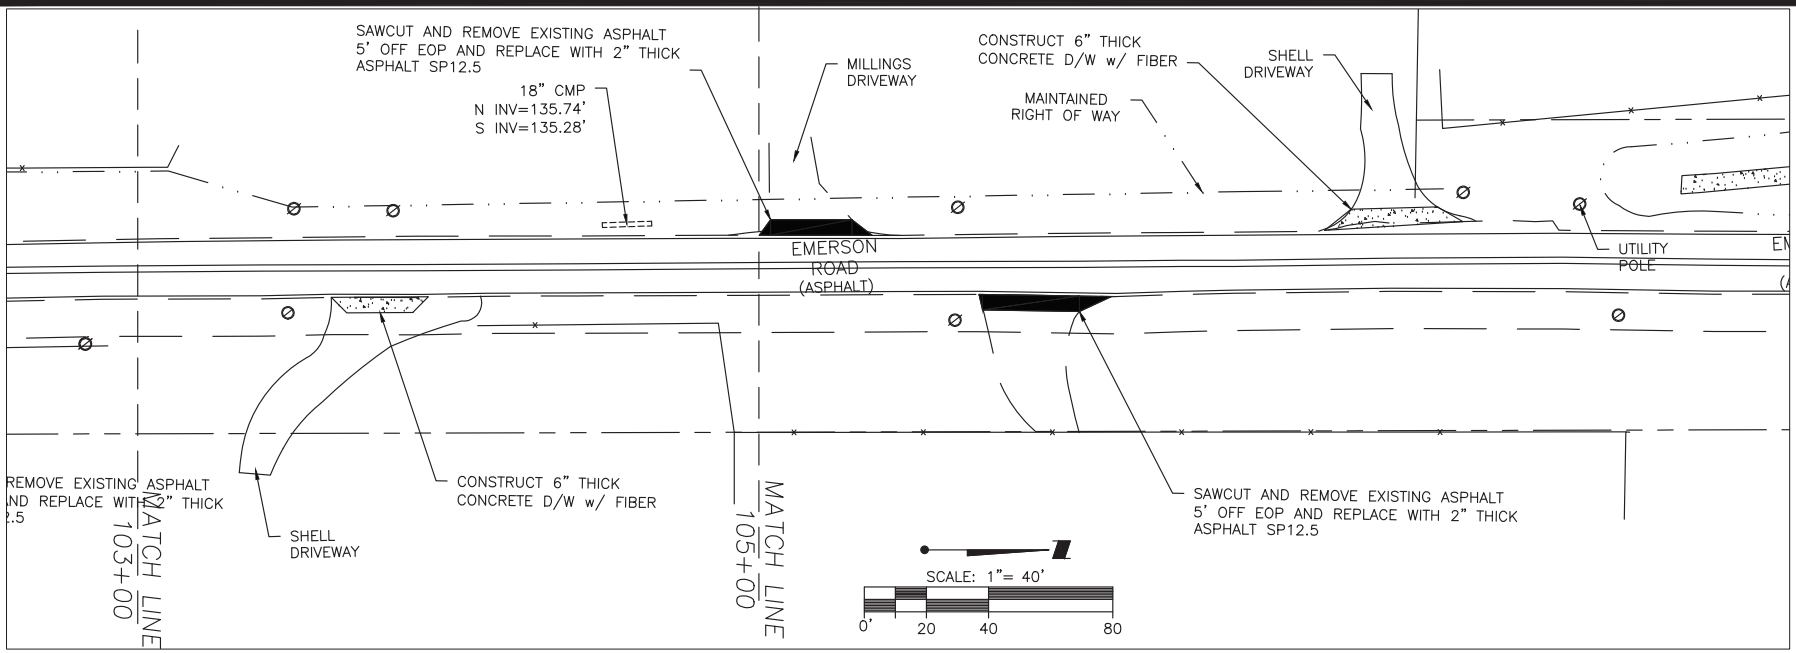 SAWCUT AND REMOVE EXISTING ASPHALT
5' OFF EOP AND REPLACE WITH 2" THICK
ASPHALT SP12.5
18" CMP
N INV=135.74'
S INV=135.28'
MILLINGS
DRIVEWAY
CONSTRUCT 6" THICK
CONCRETE D/W w/ FIBER
MAINTAINED
RIGHT OF WAY
SHELL
DRIVEWAY
EMERSON
ROAD
(ASPHALT)
UTILITY
POLE
EM
(A
REMOVE EXISTING ASPHALT
ND REPLACE WITH 2" THICK
2.5
MATCH LINE
103+00
SHELL
DRIVEWAY
CONSTRUCT 6" THICK
CONCRETE D/W w/ FIBER
MATCH LINE
105+00
SAWCUT AND REMOVE EXISTING ASPHALT
5' OFF EOP AND REPLACE WITH 2" THICK
ASPHALT SP12.5
SCALE: 1"= 40'
0' 20 40 80